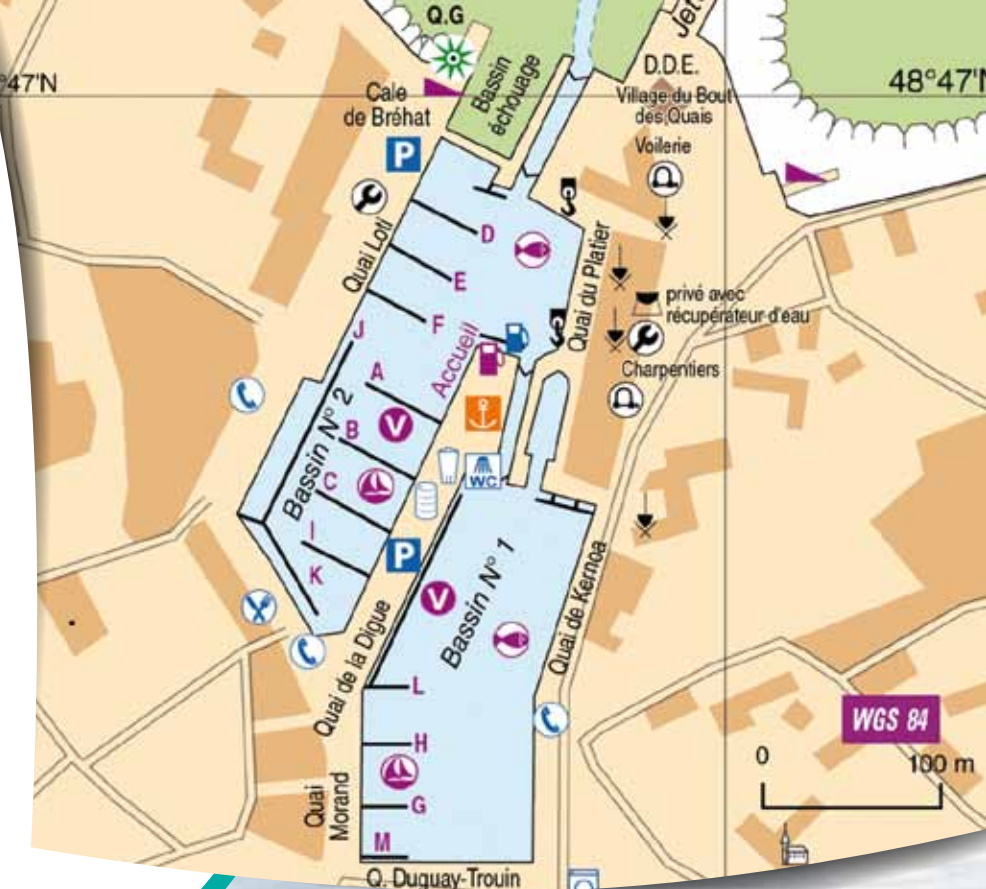 Q.G
Jet
47'N
48°47'N
Cale
de Bréhat
Bassin
échouage
D.D.E.
Village du Bout
des Quais
Voilerie
P
Quai Loti
D
E
F
J
Quai du Platier
privé avec
récupérateur d'eau
Charpentiers
Accueil
A
B
C
I
K
V
Bassin N° 2
WC
P
V
Bassin N° 1
Quai de la Digue
Quai de Kernoa
L
H
G
M
Quai
Morand
Q. Duguay-Trouin
WGS 84
0
100 m